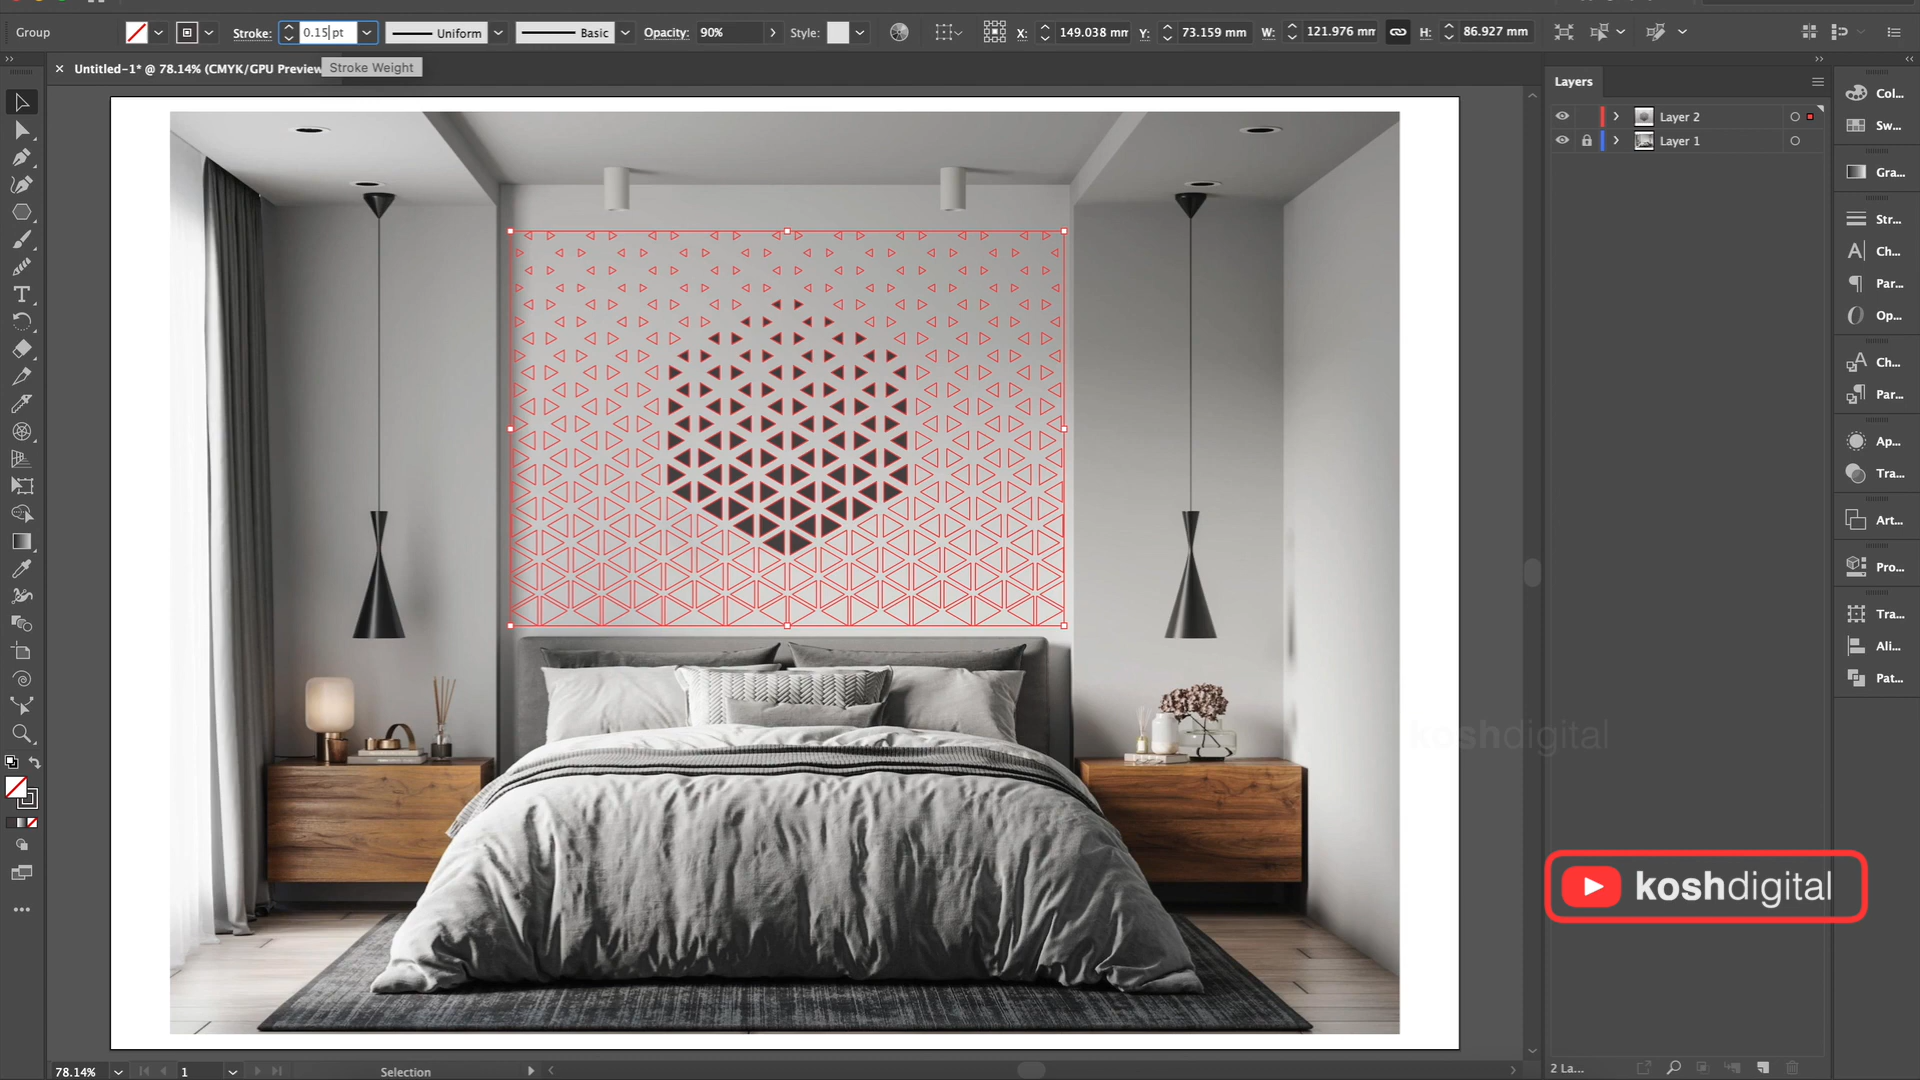 Group
Stroke:
0.15 pt
Uniform
Basic
Opacity:
90%
Style:
X:
149.038 mm
Y:
73.159 mm
W:
121.976 mm
H:
86.927 mm
Untitled-1* @ 78.14% (CMYK/GPU Preview
Stroke Weight
Layers
Layer 2
Layer 1
Col...
Sw...
Gra...
Str...
Ch...
Par...
Op...
Ch...
Par...
Ap...
Tra...
Art...
Pro...
Tra...
Ali...
Pat...
koshdigital
koshdigital
2 La...
78.14%
1
Selection